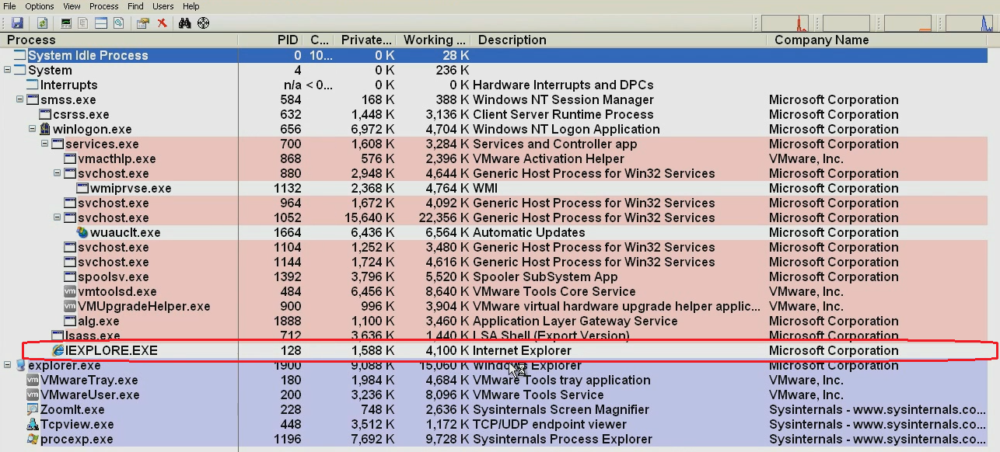 File Options View Process Find Users Help
Process PID C... Private... Working ... Description Company Name
System Idle Process 0 10... 0 K 28 K
System 4 0 K 236 K
Interrupts n/a < 0... 0 K 0 K Hardware Interrupts and DPCs
smss.exe 584 168 K 388 K Windows NT Session Manager Microsoft Corporation
csrss.exe 632 1,448 K 3,136 K Client Server Runtime Process Microsoft Corporation
winlogon.exe 656 6,972 K 4,704 K Windows NT Logon Application Microsoft Corporation
services.exe 700 1,608 K 3,284 K Services and Controller app Microsoft Corporation
vmacthlp.exe 868 576 K 2,396 K VMware Activation Helper VMware, Inc.
svchost.exe 880 2,948 K 4,644 K Generic Host Process for Win32 Services Microsoft Corporation
wmiprvse.exe 1132 2,368 K 4,764 K WMI Microsoft Corporation
svchost.exe 964 1,672 K 4,092 K Generic Host Process for Win32 Services Microsoft Corporation
svchost.exe 1052 15,640 K 22,356 K Generic Host Process for Win32 Services Microsoft Corporation
wuauclt.exe 1664 6,436 K 6,564 K Automatic Updates Microsoft Corporation
svchost.exe 1104 1,252 K 3,480 K Generic Host Process for Win32 Services Microsoft Corporation
svchost.exe 1144 1,724 K 4,616 K Generic Host Process for Win32 Services Microsoft Corporation
spoolsv.exe 1392 3,796 K 5,520 K Spooler SubSystem App Microsoft Corporation
vm vmtoolsd.exe 484 6,456 K 8,640 K VMware Tools Core Service VMware, Inc.
vm VMUpgradeHelper.exe 900 996 K 3,904 K VMware virtual hardware upgrade helper applic... VMware, Inc.
alg.exe 1888 1,100 K 3,460 K Application Layer Gateway Service Microsoft Corporation
lsass.exe 712 3,636 K 1,440 K LSA Shell (Export Version) Microsoft Corporation
IEXPLORE.EXE 128 1,588 K 4,100 K Internet Explorer Microsoft Corporation
explorer.exe 1900 9,088 K 15,060 K Windows Explorer Microsoft Corporation
vm VMwareTray.exe 180 1,984 K 4,684 K VMware Tools tray application VMware, Inc.
vm VMwareUser.exe 200 3,236 K 8,096 K VMware Tools Service VMware, Inc.
ZoomIt.exe 228 748 K 2,636 K Sysinternals Screen Magnifier Sysinternals - www.sysinternals.co...
Tcpview.exe 448 3,512 K 1,172 K TCP/UDP endpoint viewer Sysinternals - www.sysinternals.co...
procexp.exe 1196 7,692 K 9,728 K Sysinternals Process Explorer Sysinternals - www.sysinternals.co...